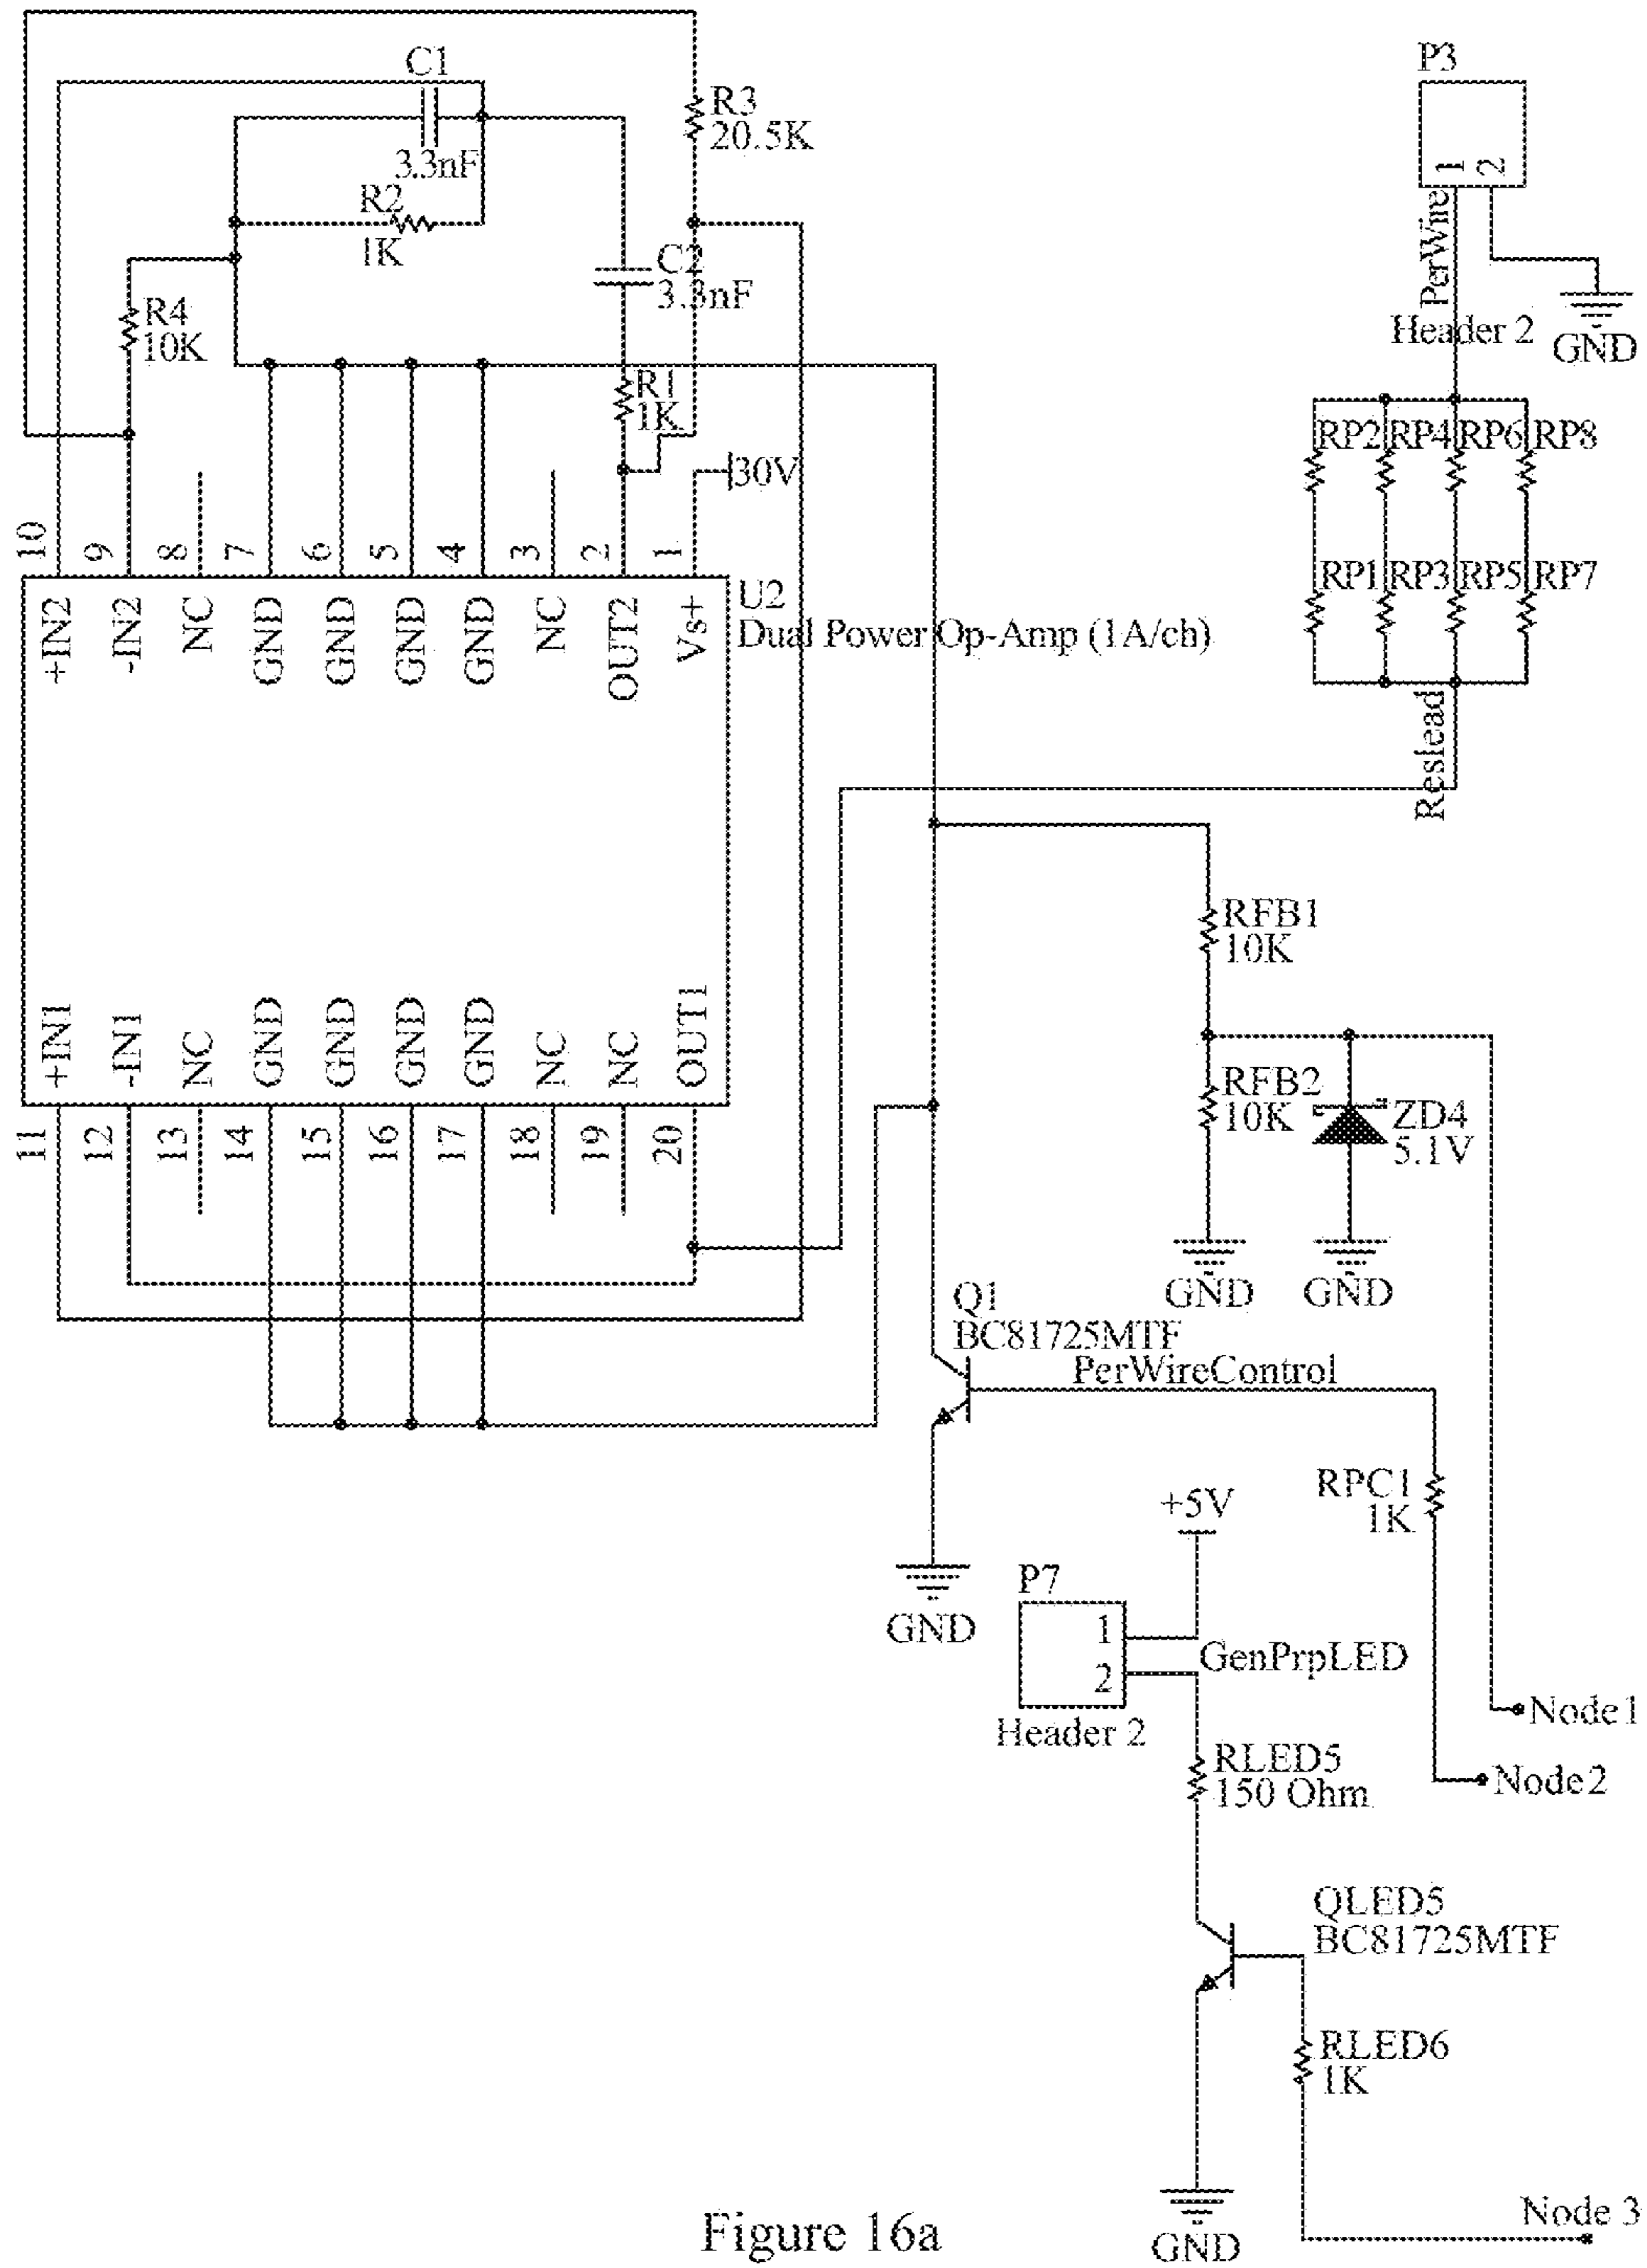 C1
3.3nF
R2
1K
R3
20.5K
C2
3.3nF
R4
10K
R1
1K
30V
P3
1
2
PerWire
Header 2
GND
RP2
RP4
RP6
RP8
RP1
RP3
RP5
RP7
Reslead
10
9
8
7
6
5
4
3
2
1
+IN2
-IN2
NC
GND
GND
GND
GND
NC
OUT2
Vs+
U2
Dual Power Op-Amp (1A/ch)
+IN1
-IN1
NC
GND
GND
GND
GND
NC
NC
OUT1
11
12
13
14
15
16
17
18
19
20
RFB1
10K
RFB2
10K
ZD4
5.1V
GND
GND
Q1
BC81725MTF
PerWireControl
RPC1
1K
GND
+5V
P7
1
2
GenPrpLED
Header 2
Node1
Node2
RLED5
150 Ohm
QLED5
BC81725MTF
RLED6
1K
Node 3
GND
Figure 16a